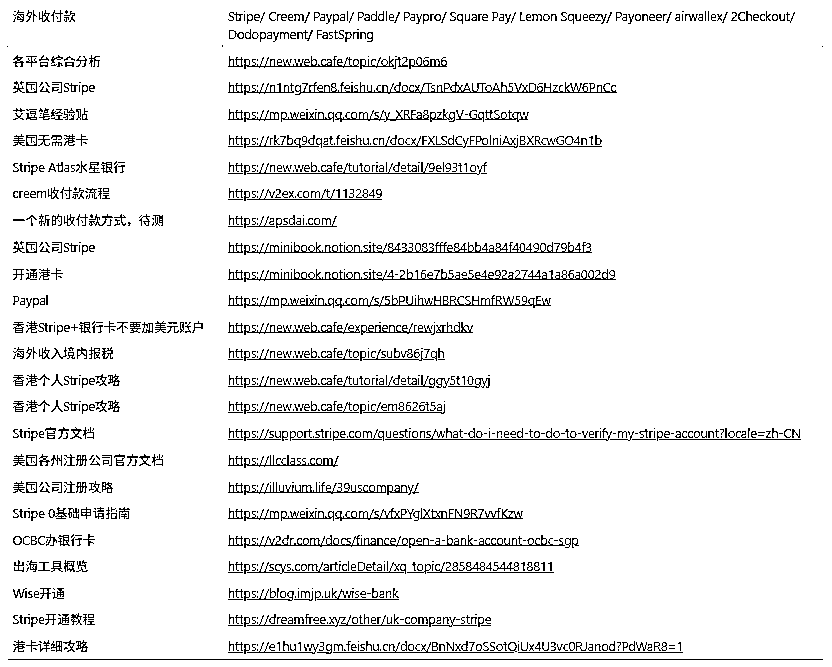 海外收付款
Stripe/ Creem/ Paypal/ Paddle/ Paypro/ Square Pay/ Lemon Squeezy/ Payoneer/ airwallex/ 2Checkout/
Dodopayment/ FastSpring
各平台综合分析 https://new.web.cafe/topic/okjt2p06m6
英国公司Stripe https://n1ntg7rfen8.feishu.cn/docx/TsnPdxAUToAh5VxD6HzckW6PnCc
艾逗笔经验贴 https://mp.weixin.qq.com/s/y_XRFa8pzkgV-GqttSotqw
美国无需港卡 https://rk7bq9dqat.feishu.cn/docx/FXLSdCyFPolniAxjBXRcwGO4n1b
Stripe Atlas水星银行 https://new.web.cafe/tutorial/detail/9el93t1oyf
creem收付款流程 https://v2ex.com/t/1132849
一个新的收付款方式，待测 https://apsdai.com/
英国公司Stripe https://minibook.notion.site/8433083fffe84bb4a84f40490d79b4f3
开通港卡 https://minibook.notion.site/4-2b16e7b5ae5e4e92a2744a1a86a002d9
Paypal https://mp.weixin.qq.com/s/5bPUihwHBRCSHmfRW59qEw
香港Stripe+银行卡不要加美元账户 https://new.web.cafe/experience/rewjxrhdkv
海外收入境内报税 https://new.web.cafe/topic/subv86j7qh
香港个人Stripe攻略 https://new.web.cafe/tutorial/detail/ggy5t10gyj
香港个人Stripe攻略 https://new.web.cafe/topic/em8626t5aj
Stripe官方文档 https://support.stripe.com/questions/what-do-i-need-to-do-to-verify-my-stripe-account?locale=zh-CN
美国各州注册公司官方文档 https://llcclass.com/
美国公司注册攻略 https://illuvium.life/39uscompany/
Stripe 0基础申请指南 https://mp.weixin.qq.com/s/vfxPYglXtxnFN9R7vvfKzw
OCBC办银行卡 https://v2dr.com/docs/finance/open-a-bank-account-ocbc-sgp
出海工具概览 https://scys.com/articleDetail/xq_topic/2858484544818811
Wise开通 https://blog.imjp.uk/wise-bank
Stripe开通教程 https://dreamfree.xyz/other/uk-company-stripe
港卡详细攻略 https://e1hu1wy3gm.feishu.cn/docx/BnNxd7oSSotQiUx4U3vc0RJanod?PdWaR8=1